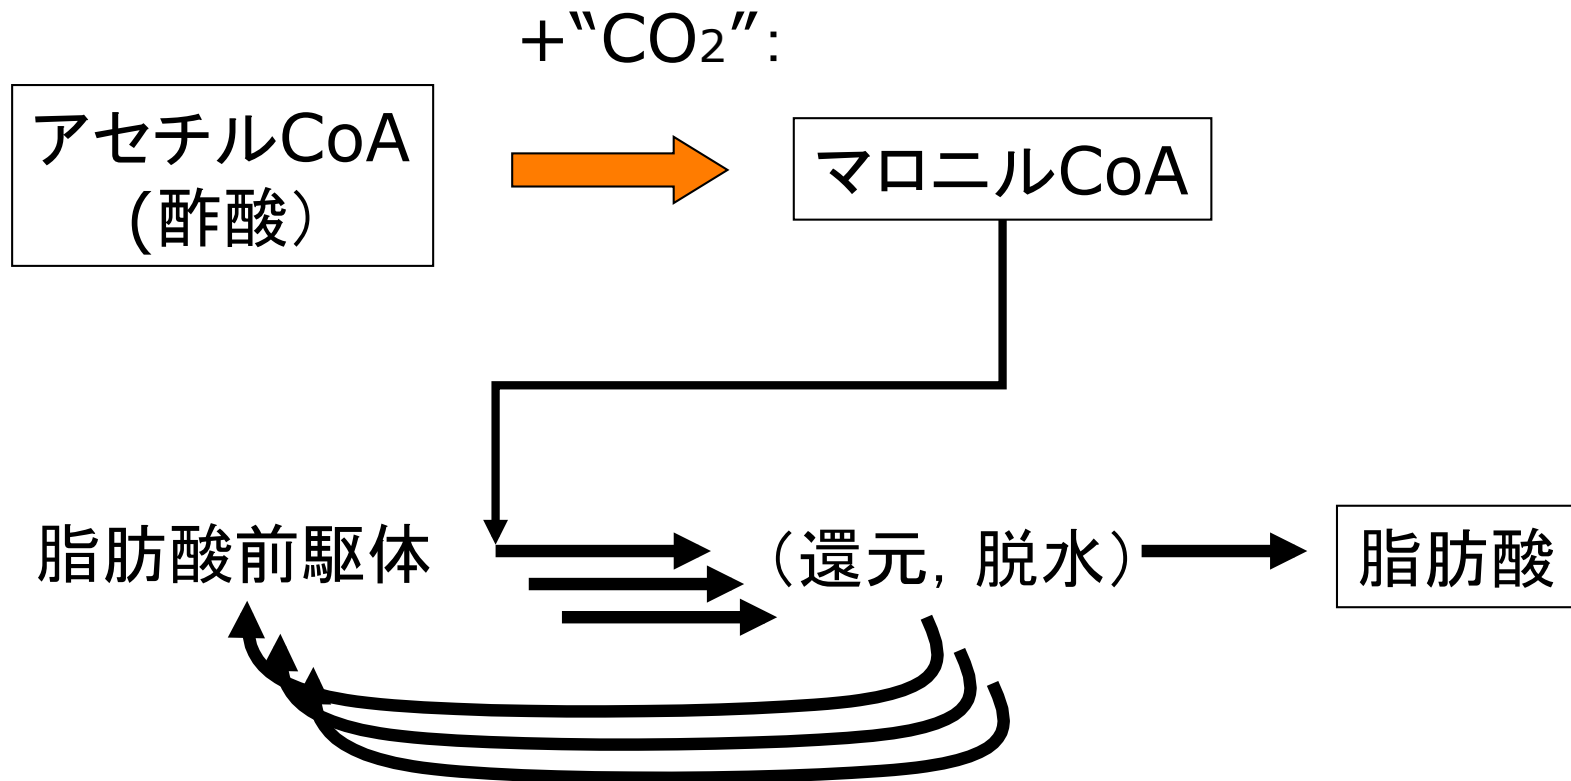 +“CO2”:
アセチルCoA
(酢酸）
マロニルCoA
脂肪酸前駆体
（還元，脱水）
脂肪酸